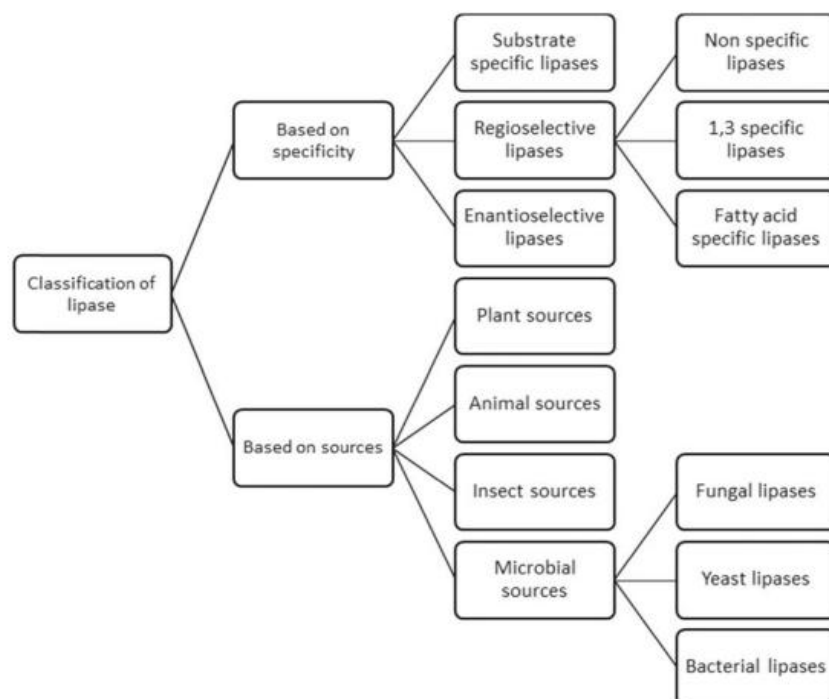 Substrate
specific lipases
Non specific
lipases
Based on
specificity
Regioselective
lipases
1,3 specific
lipases
Enantioselective
lipases
Fatty acid
specific lipases
Classification of
lipase
Plant sources
Animal sources
Based on sources
Insect sources
Fungal lipases
Microbial
sources
Yeast lipases
Bacterial lipases